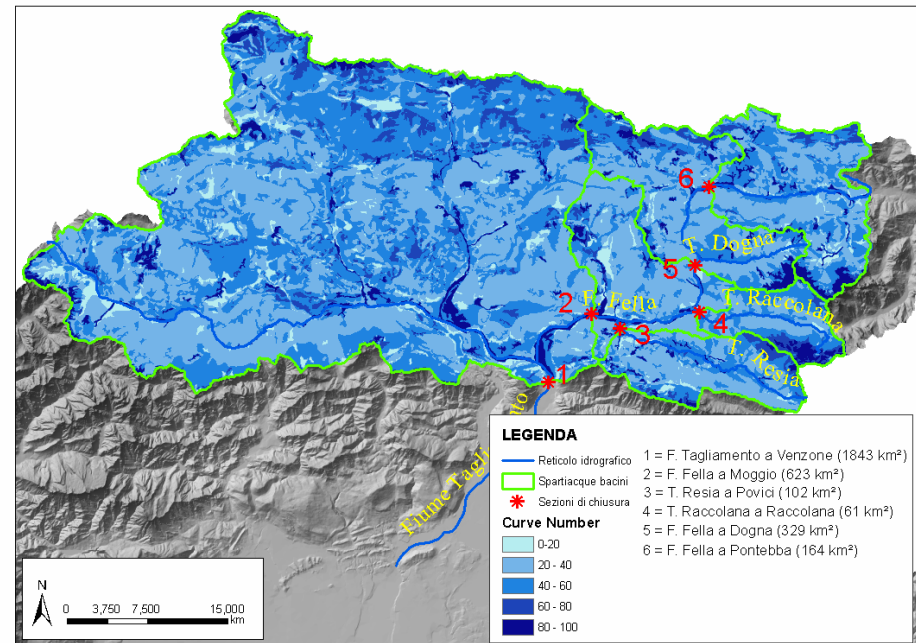 6
T. Dogna
5
T. Raccolana
2
F. Fella
4
3
T. Resia
1
Fiume Tagliamento
LEGENDA
Reticolo idrografico
Spartiacque bacini
Sezioni di chiusura
Curve Number
0-20
20 - 40
40 - 60
60 - 80
80 - 100
1 = F. Tagliamento a Venzone (1843 km²)
2 = F. Fella a Moggio (623 km²)
3 = T. Resia a Povici (102 km²)
4 = T. Raccolana a Raccolana (61 km²)
5 = F. Fella a Dogna (329 km²)
6 = F. Fella a Pontebba (164 km²)
N
0 3,750 7,500 15,000
km